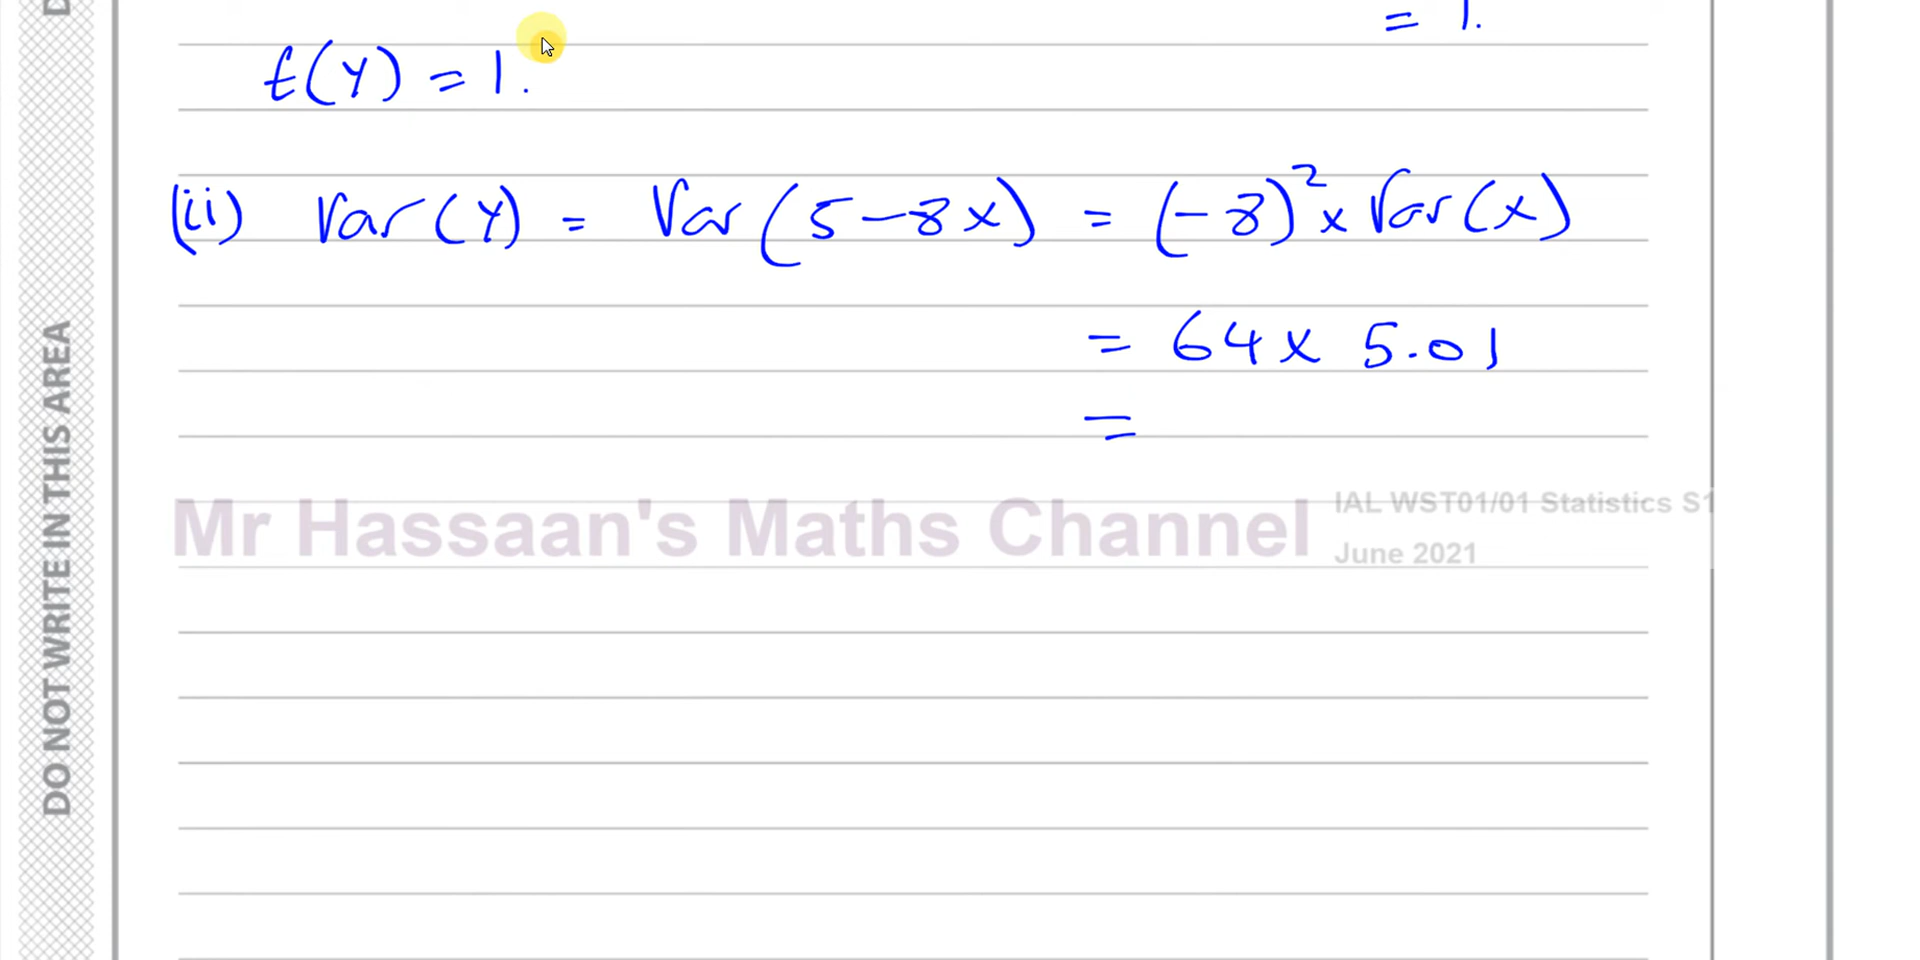 = 1.
E(Y) = 1.
(ii) Var(Y) = Var(5-8x) = (-8)² x Var(x)
= 64 x 5.01
=
Mr Hassaan's Maths Channel
IAL WST01/01 Statistics S1
June 2021
DO NOT WRITE IN THIS AREA
D